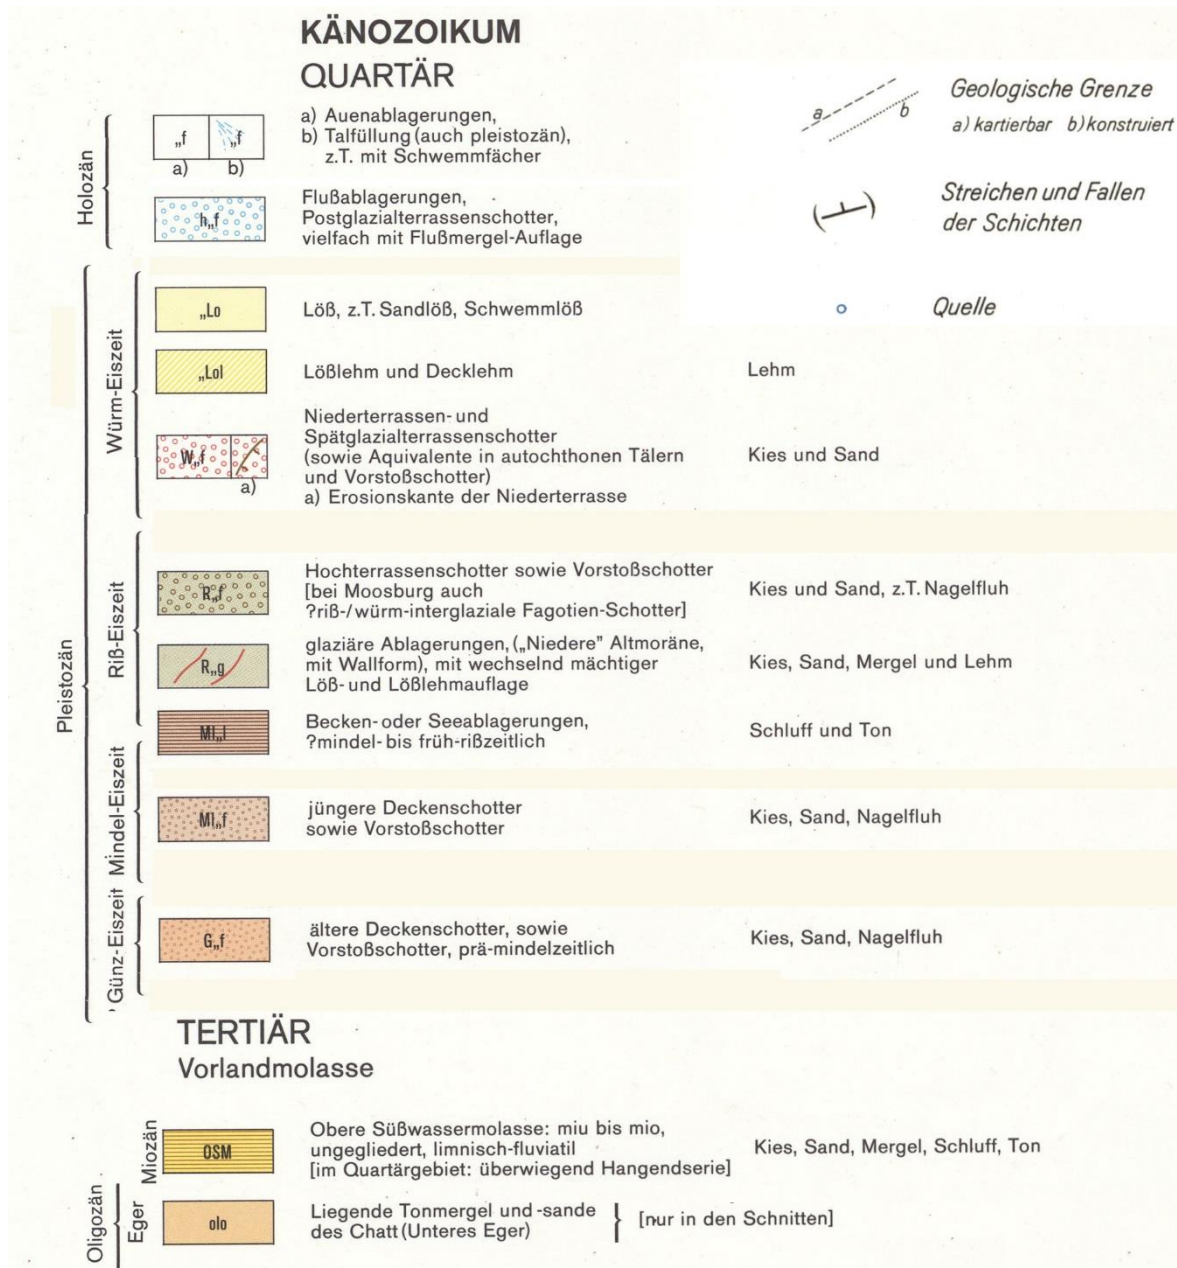 KÄNOZOIKUM
QUARTÄR
Holozän
„f
„f
a)
b)
a) Auenablagerungen,
b) Talfüllung (auch pleistozän),
z.T. mit Schwemmfächer
h„f
Flußablagerungen,
Postglazialterrassenschotter,
vielfach mit Flußmergel-Auflage
a
b
Geologische Grenze
a) kartierbar b) konstruiert
Streichen und Fallen
der Schichten
Quelle
Pleistozän
Würm-Eiszeit
„Lo
Löß, z.T. Sandlöß, Schwemmlöß
„Lol
Lößlehm und Decklehm
Lehm
W„f
a)
Niederterrassen- und
Spätglazialterrassenschotter
(sowie Aquivalente in autochthonen Tälern
und Vorstoßschotter)
a) Erosionskante der Niederterrasse
Kies und Sand
Riß-Eiszeit
R„f
Hochterrassenschotter sowie Vorstoßschotter
[bei Moosburg auch
?riß-/würm-interglaziale Fagotien-Schotter]
Kies und Sand, z.T. Nagelfluh
R„g
glaziäre Ablagerungen, („Niedere" Altmoräne,
mit Wallform), mit wechselnd mächtiger
Löß- und Lößlehmauflage
Kies, Sand, Mergel und Lehm
MI„l
Becken- oder Seeablagerungen,
?mindel- bis früh-rißzeitlich
Schluff und Ton
Mindel-Eiszeit
MI„f
jüngere Deckenschotter
sowie Vorstoßschotter
Kies, Sand, Nagelfluh
Günz-Eiszeit
G„f
ältere Deckenschotter, sowie
Vorstoßschotter, prä-mindelzeitlich
Kies, Sand, Nagelfluh
TERTIÄR
Vorlandmolasse
Miozän
OSM
Obere Süßwassermolasse: miu bis mio,
ungegliedert, limnisch-fluviatil
[im Quartärgebiet: überwiegend Hangendserie]
Kies, Sand, Mergel, Schluff, Ton
Oligozän
Eger
olo
Liegende Tonmergel und -sande
des Chatt (Unteres Eger)
[nur in den Schnitten]